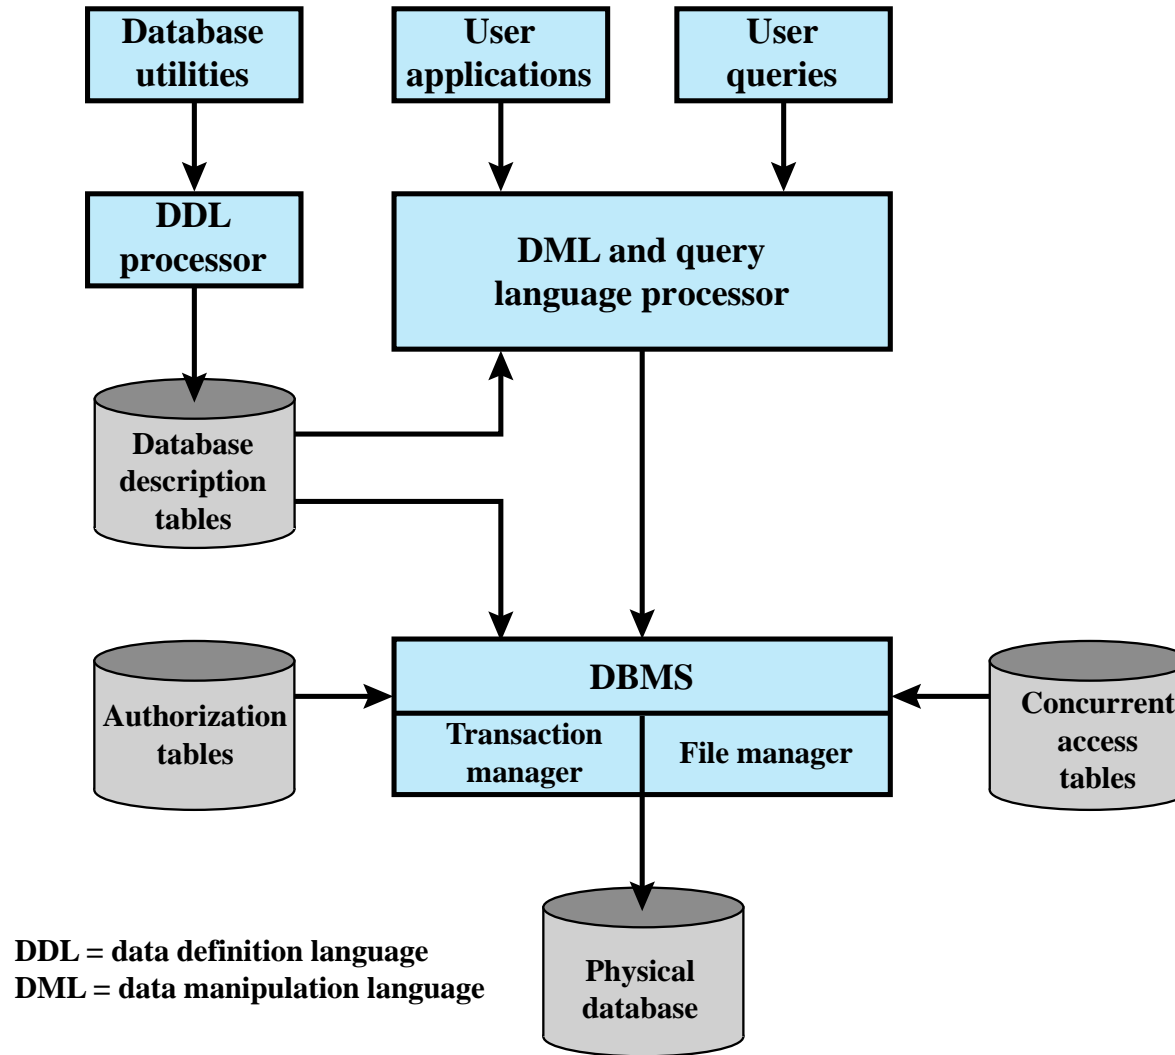 Database
utilities
User
applications
User
queries
DDL
processor
DML and query
language processor
Database
description
tables
DBMS
Transaction
manager
File manager
Authorization
tables
Concurrent
access
tables
Physical
database
DDL = data definition language
DML = data manipulation language